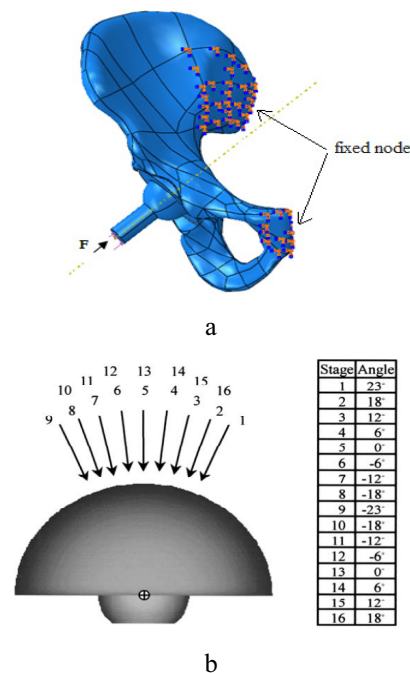 fixed node
F
a
12 13 14
11 15
10 6 5 4 16
7 3
8 2
9 1
Stage Angle
1 23°
2 18°
3 12°
4 6°
5 0°
6 -6°
7 -12°
8 -18°
9 -23°
10 -18°
11 -12°
12 -6°
13 0°
14 6°
15 12°
16 18°
b